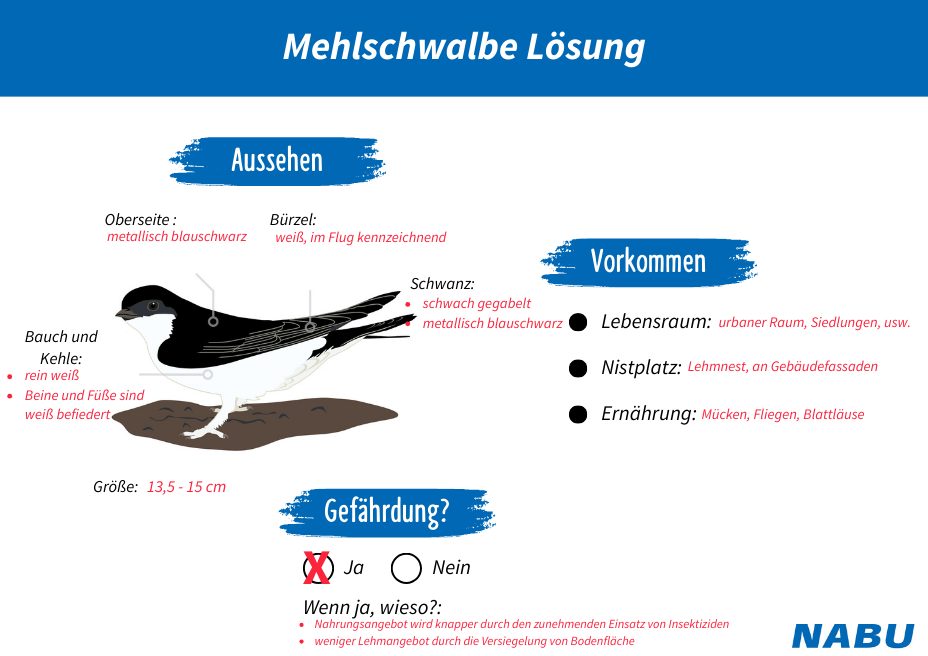 Mehlschwalbe Lösung
Aussehen
Oberseite :
metallisch blauschwarz
Bürzel:
weiß, im Flug kennzeichnend
Schwanz:
schwach gegabelt
metallisch blauschwarz
Bauch und
Kehle:
rein weiß
Beine und Füße sind
weiß befiedert
Größe: 13,5 - 15 cm
Vorkommen
Lebensraum: urbaner Raum, Siedlungen, usw.
Nistplatz: Lehmnest, an Gebäudefassaden
Ernährung: Mücken, Fliegen, Blattläuse
Gefährdung?
X Ja Nein
Wenn ja, wieso?:
Nahrungsangebot wird knapper durch den zunehmenden Einsatz von Insektiziden
weniger Lehmangebot durch die Versiegelung von Bodenfläche
NABU